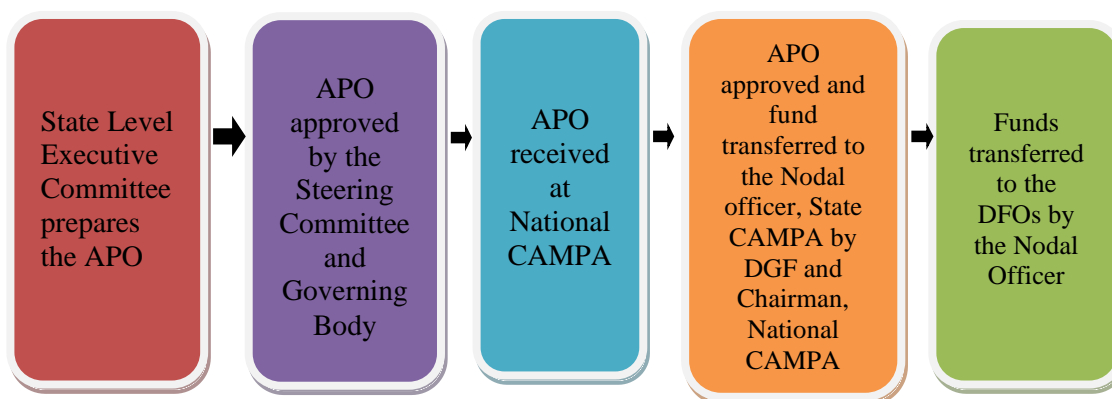 State Level
Executive
Committee
prepares
the APO
APO
approved
by the
Steering
Committee
and
Governing
Body
APO
received
at
National
CAMPA
APO
approved and
fund
transferred to
the Nodal
officer, State
CAMPA by
DGF and
Chairman,
National
CAMPA
Funds
transferred
to the
DFOs by
the Nodal
Officer